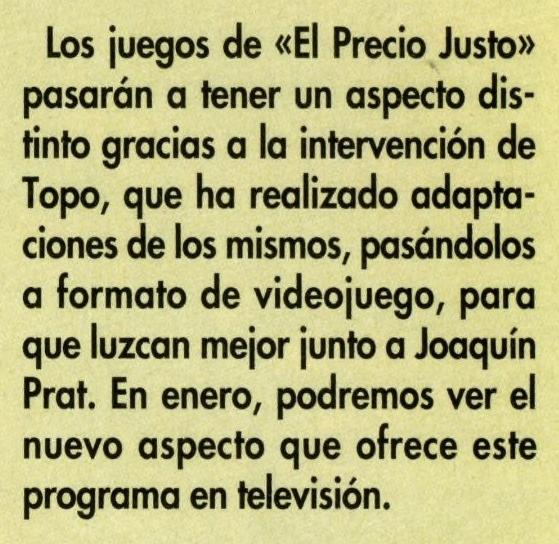 Los juegos de «El Precio Justo»
pasarán a tener un aspecto dis-
tinto gracias a la intervención de
Topo, que ha realizado adapta-
ciones de los mismos, pasándolos
a formato de videojuego, para
que luzcan mejor junto a Joaquín
Prat. En enero, podremos ver el
nuevo aspecto que ofrece este
programa en televisión.